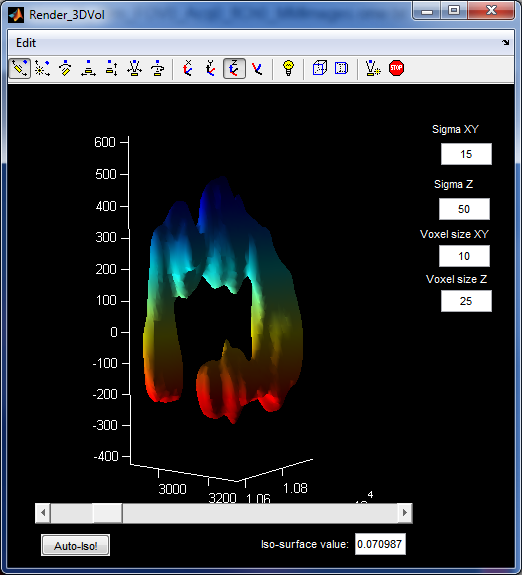 Render_3DVol
Edit
X Y Z
STOP
Sigma XY
15
Sigma Z
50
Voxel size XY
10
Voxel size Z
25
600
500
400
300
200
100
0
-100
-200
-300
-400
3000
3200
1.06
1.08
4
Auto-Iso!
Iso-surface value: 0.070987